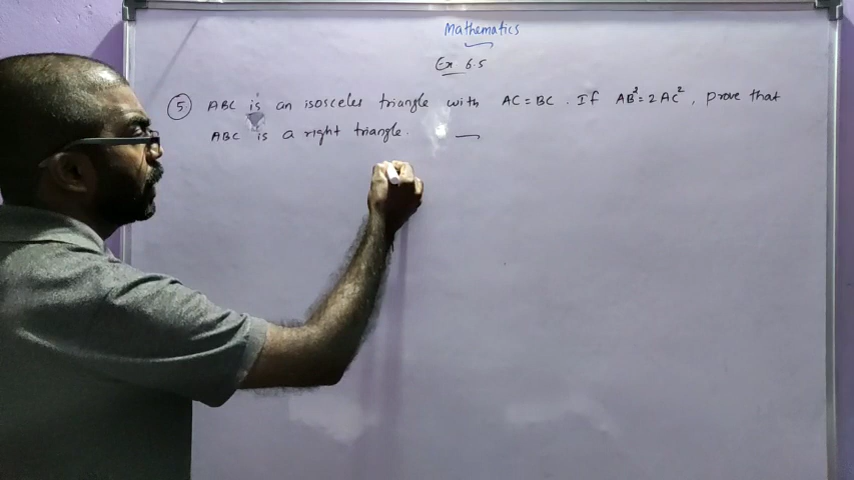 Mathematics
Ex 6.5
⑤ ABC is an isosceles triangle with AC = BC. If AB² = 2AC², prove that
ABC is a right triangle.